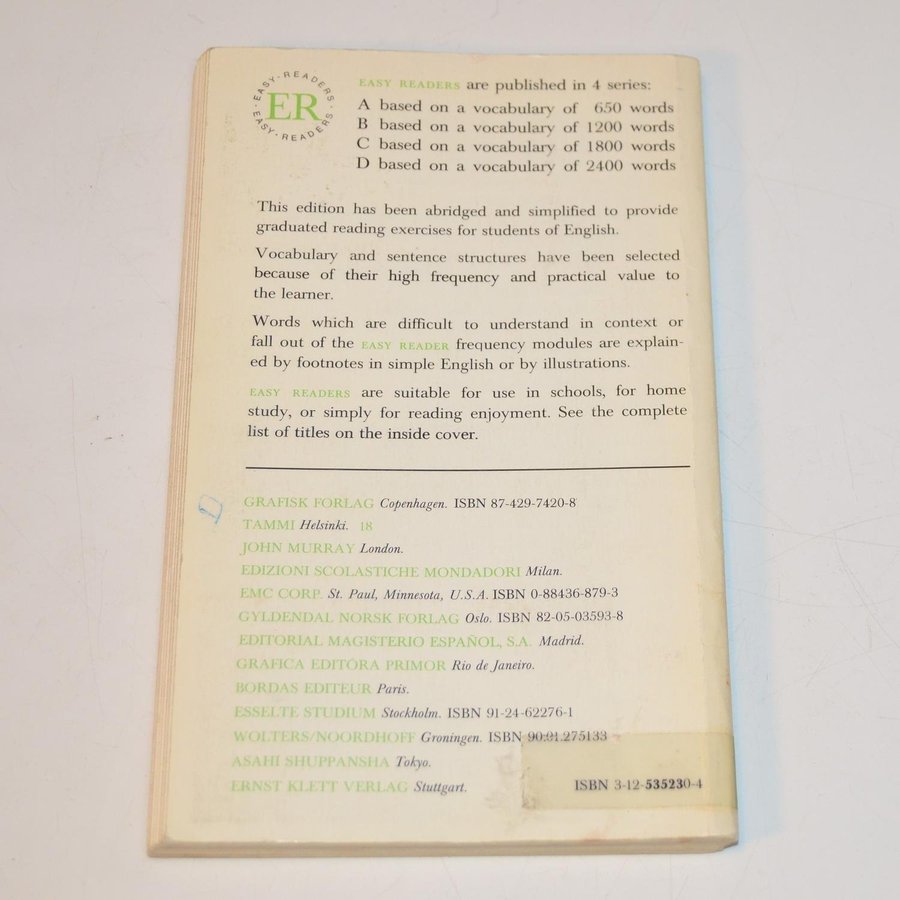 EASY-READERS · EASY-READERS ·
ER
EASY READERS are published in 4 series:
A based on a vocabulary of 650 words
B based on a vocabulary of 1200 words
C based on a vocabulary of 1800 words
D based on a vocabulary of 2400 words
This edition has been abridged and simplified to provide
graduated reading exercises for students of English.
Vocabulary and sentence structures have been selected
because of their high frequency and practical value to
the learner.
Words which are difficult to understand in context or
fall out of the EASY READER frequency modules are explain-
ed by footnotes in simple English or by illustrations.
EASY READERS are suitable for use in schools, for home
study, or simply for reading enjoyment. See the complete
list of titles on the inside cover.
GRAFISK FORLAG Copenhagen. ISBN 87-429-7420-8
TAMMI Helsinki. 18
JOHN MURRAY London.
EDIZIONI SCOLASTICHE MONDADORI Milan.
EMC CORP. St. Paul, Minnesota, U.S.A. ISBN 0-88436-879-3
GYLDENDAL NORSK FORLAG Oslo. ISBN 82-05-03593-8
EDITORIAL MAGISTERIO ESPAÑOL, S.A. Madrid.
GRAFICA EDITÔRA PRIMOR Rio de Janeiro.
BORDAS EDITEUR Paris.
ESSELTE STUDIUM Stockholm. ISBN 91-24-62276-1
WOLTERS/NOORDHOFF Groningen. ISBN 90.01.275133
ASAHI SHUPPANSHA Tokyo.
ERNST KLETT VERLAG Stuttgart. ISBN 3-12-535230-4